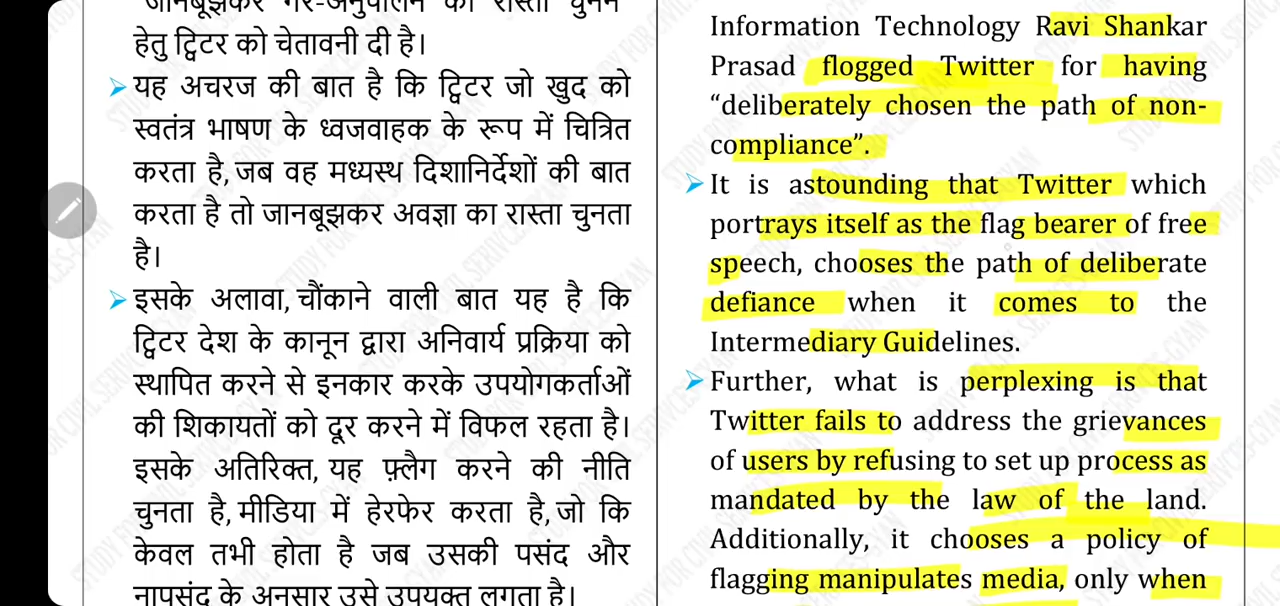 जानबूझकर गैर-अनुपालन का रास्ता चुनने
हेतु ट्विटर को चेतावनी दी है।
यह अचरज की बात है कि ट्विटर जो खुद को
स्वतंत्र भाषण के ध्वजवाहक के रूप में चित्रित
करता है, जब वह मध्यस्थ दिशानिर्देशों की बात
करता है तो जानबूझकर अवज्ञा का रास्ता चुनता
है।
इसके अलावा, चौंकाने वाली बात यह है कि
ट्विटर देश के कानून द्वारा अनिवार्य प्रक्रिया को
स्थापित करने से इनकार करके उपयोगकर्ताओं
की शिकायतों को दूर करने में विफल रहता है।
इसके अतिरिक्त, यह फ़्लैग करने की नीति
चुनता है, मीडिया में हेरफेर करता है, जो कि
केवल तभी होता है जब उसकी पसंद और
नापसंद के अनुसार उसे उपयुक्त लगता है।
Information Technology Ravi Shankar
Prasad flogged Twitter for having
“deliberately chosen the path of non-
compliance”.
It is astounding that Twitter which
portrays itself as the flag bearer of free
speech, chooses the path of deliberate
defiance when it comes to the
Intermediary Guidelines.
Further, what is perplexing is that
Twitter fails to address the grievances
of users by refusing to set up process as
mandated by the law of the land.
Additionally, it chooses a policy of
flagging manipulates media, only when